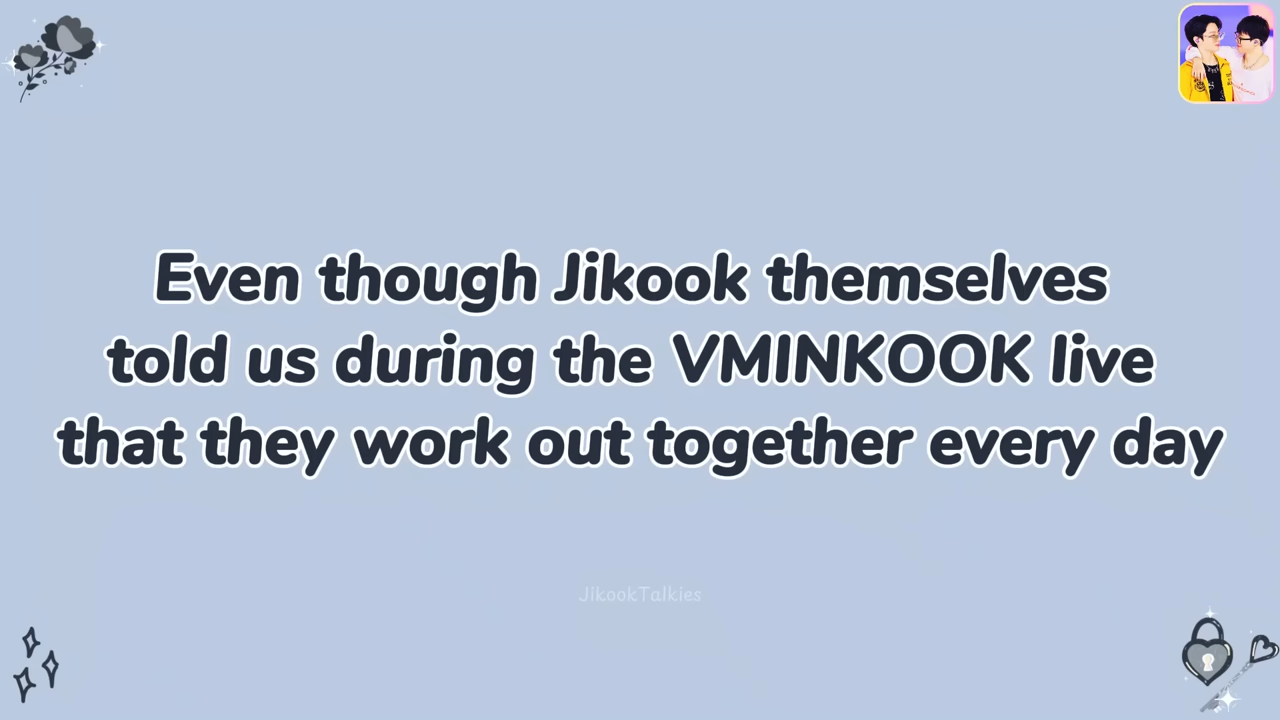 Even though Jikook themselves
told us during the VMINKOOK live
that they work out together every day
JikookTalkies